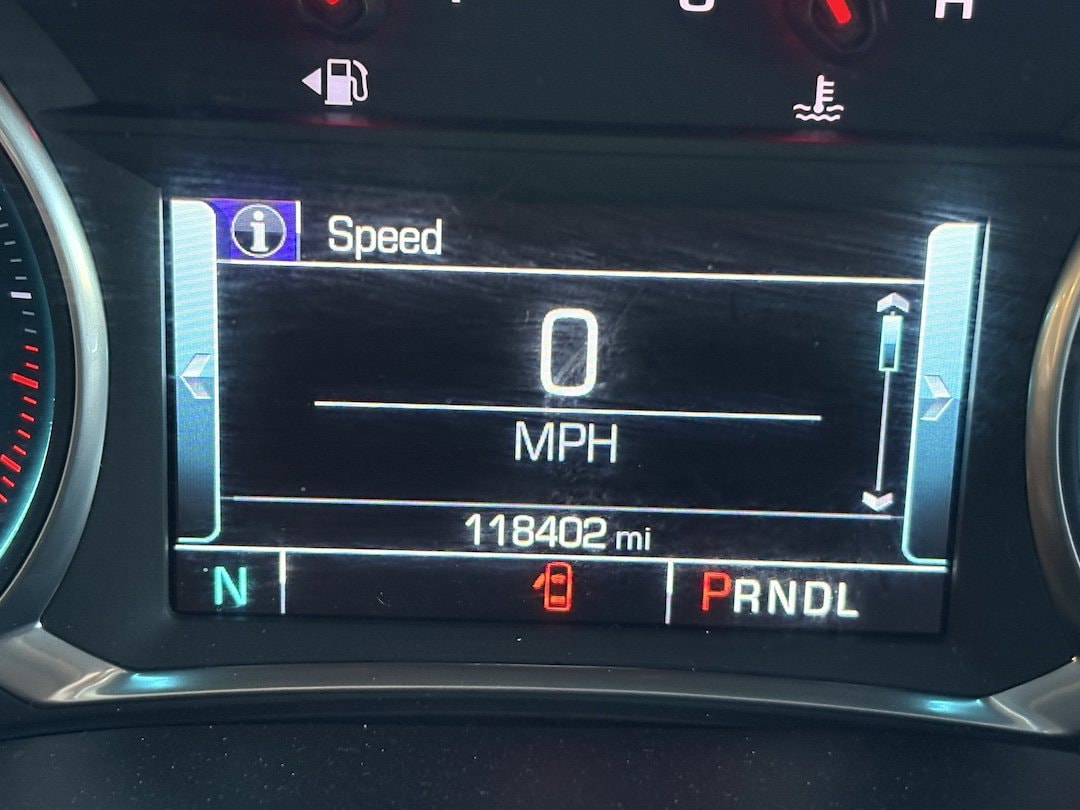 H
Speed
0
MPH
118402 mi
N PRNDL